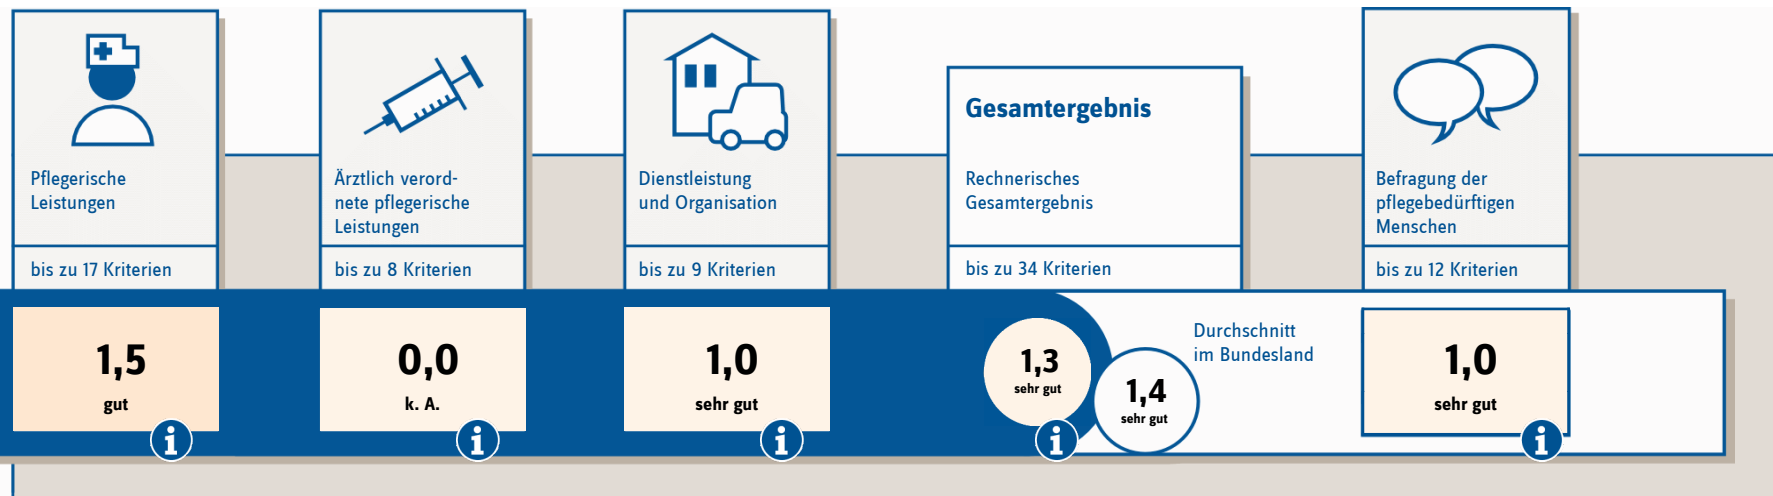 Pflegerische
Leistungen
bis zu 17 Kriterien
1,5
gut
i
Ärztlich verord-
nete pflegerische
Leistungen
bis zu 8 Kriterien
0,0
k. A.
i
Dienstleistung
und Organisation
bis zu 9 Kriterien
1,0
sehr gut
i
Gesamtergebnis
Rechnerisches
Gesamtergebnis
bis zu 34 Kriterien
1,3
sehr gut
i
1,4
sehr gut
Durchschnitt
im Bundesland
Befragung der
pflegebedürftigen
Menschen
bis zu 12 Kriterien
1,0
sehr gut
i